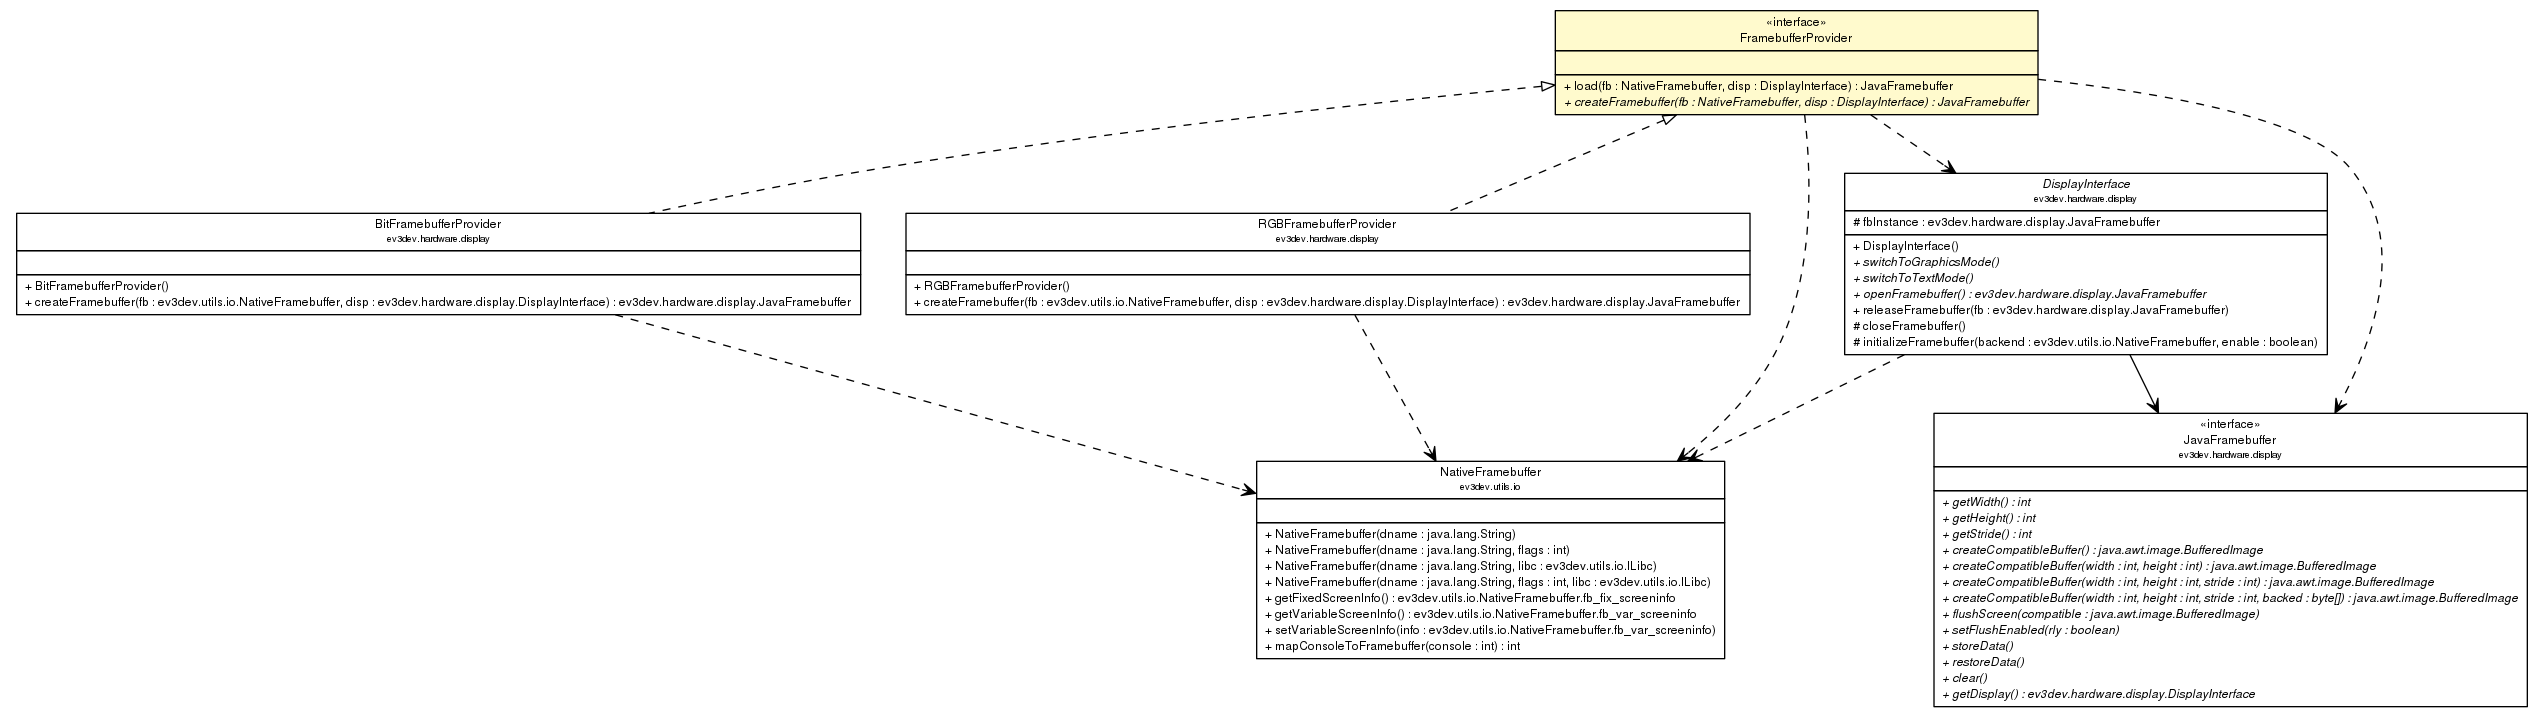 «interface»
FramebufferProvider
+ load(fb : NativeFramebuffer, disp : DisplayInterface) : JavaFramebuffer
+ createFramebuffer(fb : NativeFramebuffer, disp : DisplayInterface) : JavaFramebuffer
BitFramebufferProvider
ev3dev.hardware.display
+ BitFramebufferProvider()
+ createFramebuffer(fb : ev3dev.utils.io.NativeFramebuffer, disp : ev3dev.hardware.display.DisplayInterface) : ev3dev.hardware.display.JavaFramebuffer
RGBFramebufferProvider
ev3dev.hardware.display
+ RGBFramebufferProvider()
+ createFramebuffer(fb : ev3dev.utils.io.NativeFramebuffer, disp : ev3dev.hardware.display.DisplayInterface) : ev3dev.hardware.display.JavaFramebuffer
DisplayInterface
ev3dev.hardware.display
# fbInstance : ev3dev.hardware.display.JavaFramebuffer
+ DisplayInterface()
+ switchToGraphicsMode()
+ switchToTextMode()
+ openFramebuffer() : ev3dev.hardware.display.JavaFramebuffer
+ releaseFramebuffer(fb : ev3dev.hardware.display.JavaFramebuffer)
# closeFramebuffer()
# initializeFramebuffer(backend : ev3dev.utils.io.NativeFramebuffer, enable : boolean)
NativeFramebuffer
ev3dev.utils.io
+ NativeFramebuffer(dname : java.lang.String)
+ NativeFramebuffer(dname : java.lang.String, flags : int)
+ NativeFramebuffer(dname : java.lang.String, libc : ev3dev.utils.io.ILibc)
+ NativeFramebuffer(dname : java.lang.String, flags : int, libc : ev3dev.utils.io.ILibc)
+ getFixedScreenInfo() : ev3dev.utils.io.NativeFramebuffer.fb_fix_screeninfo
+ getVariableScreenInfo() : ev3dev.utils.io.NativeFramebuffer.fb_var_screeninfo
+ setVariableScreenInfo(info : ev3dev.utils.io.NativeFramebuffer.fb_var_screeninfo)
+ mapConsoleToFramebuffer(console : int) : int
«interface»
JavaFramebuffer
ev3dev.hardware.display
+ getWidth() : int
+ getHeight() : int
+ getStride() : int
+ createCompatibleBuffer() : java.awt.image.BufferedImage
+ createCompatibleBuffer(width : int, height : int) : java.awt.image.BufferedImage
+ createCompatibleBuffer(width : int, height : int, stride : int) : java.awt.image.BufferedImage
+ createCompatibleBuffer(width : int, height : int, stride : int, backed : byte[]) : java.awt.image.BufferedImage
+ flushScreen(compatible : java.awt.image.BufferedImage)
+ setFlushEnabled(rly : boolean)
+ storeData()
+ restoreData()
+ clear()
+ getDisplay() : ev3dev.hardware.display.DisplayInterface